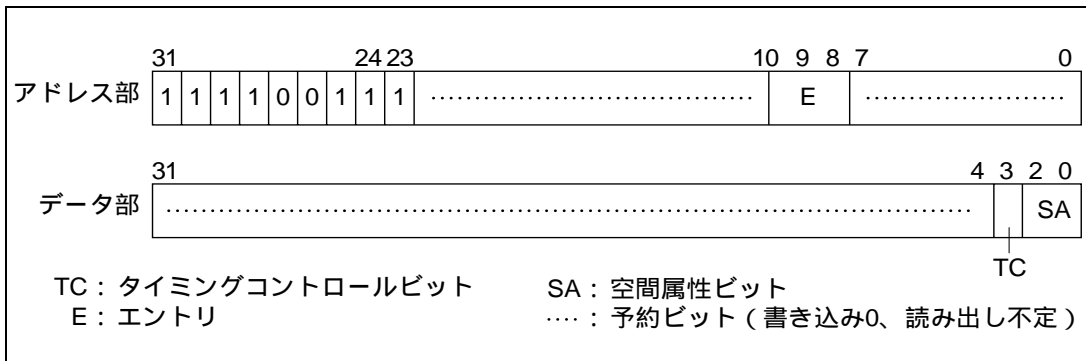 31 24 23 10 9 8 7 0
アドレス部 1 1 1 1 0 0 1 1 1 ………………………… E ………………
31 4 3 2 0
データ部 ………………………………………………………… SA
TC
TC : タイミングコントロールビット SA : 空間属性ビット
E : エントリ ···· : 予約ビット(書き込み0、読み出し不定)